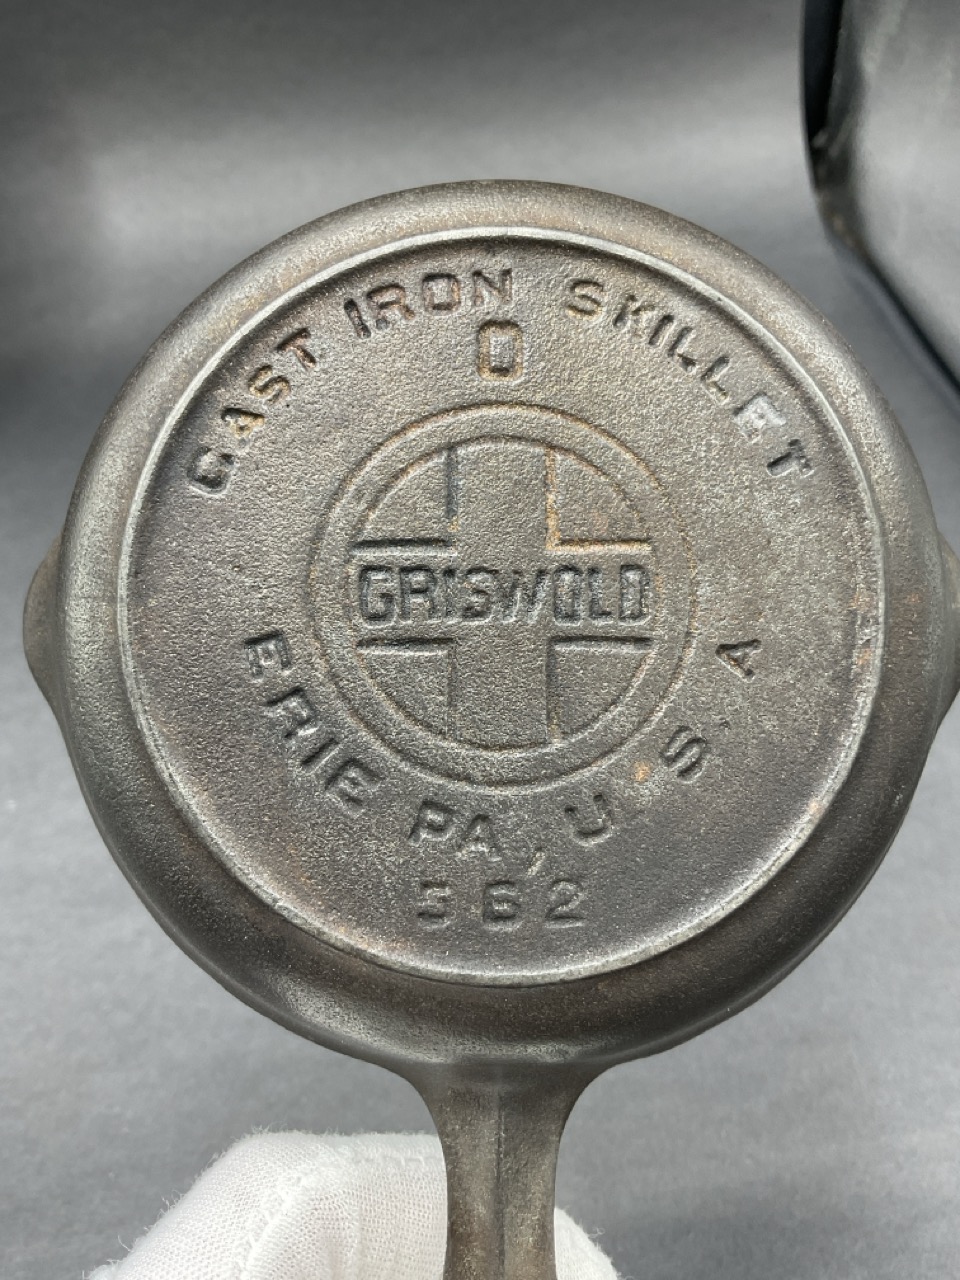 CAST IRON SKILLET
0
GRISWOLD
ERIE PA., U.S.A
562